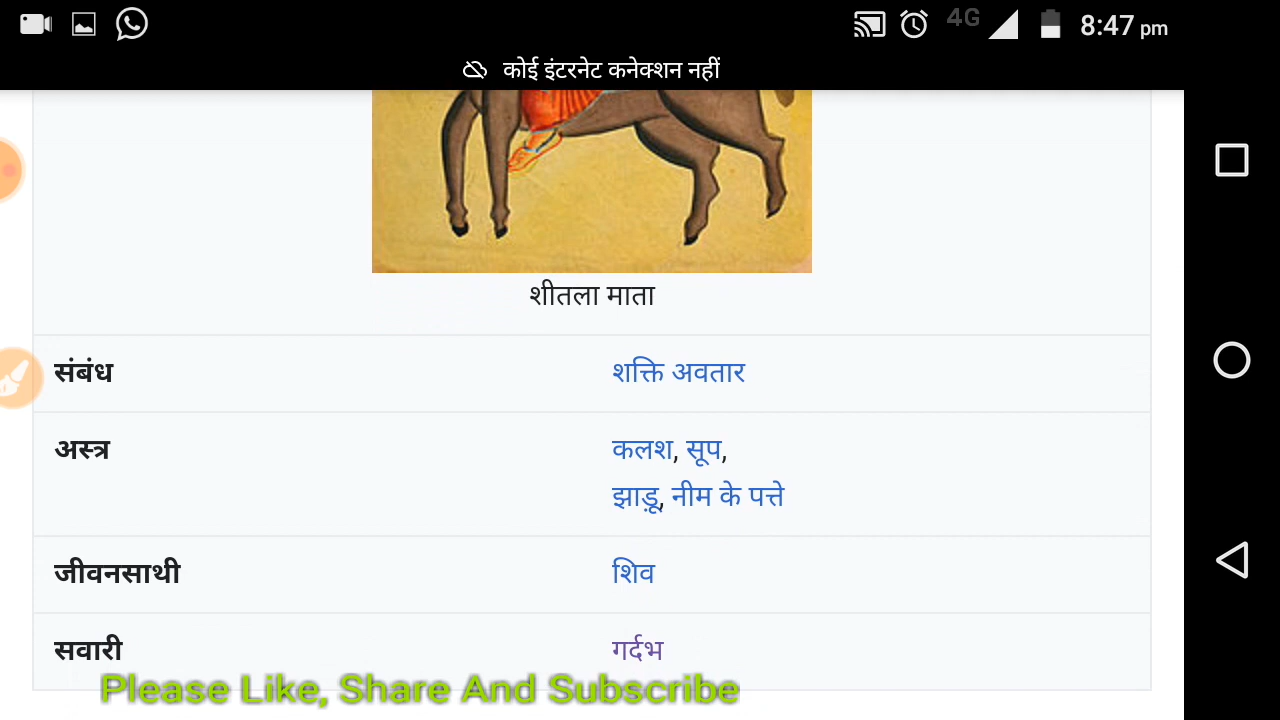 4G 8:47 pm
कोई इंटरनेट कनेक्शन नहीं
शीतला माता
संबंध शक्ति अवतार
अस्त्र कलश, सूप,
झाड़ू, नीम के पत्ते
जीवनसाथी शिव
सवारी गर्दभ
Please Like, Share And Subscribe